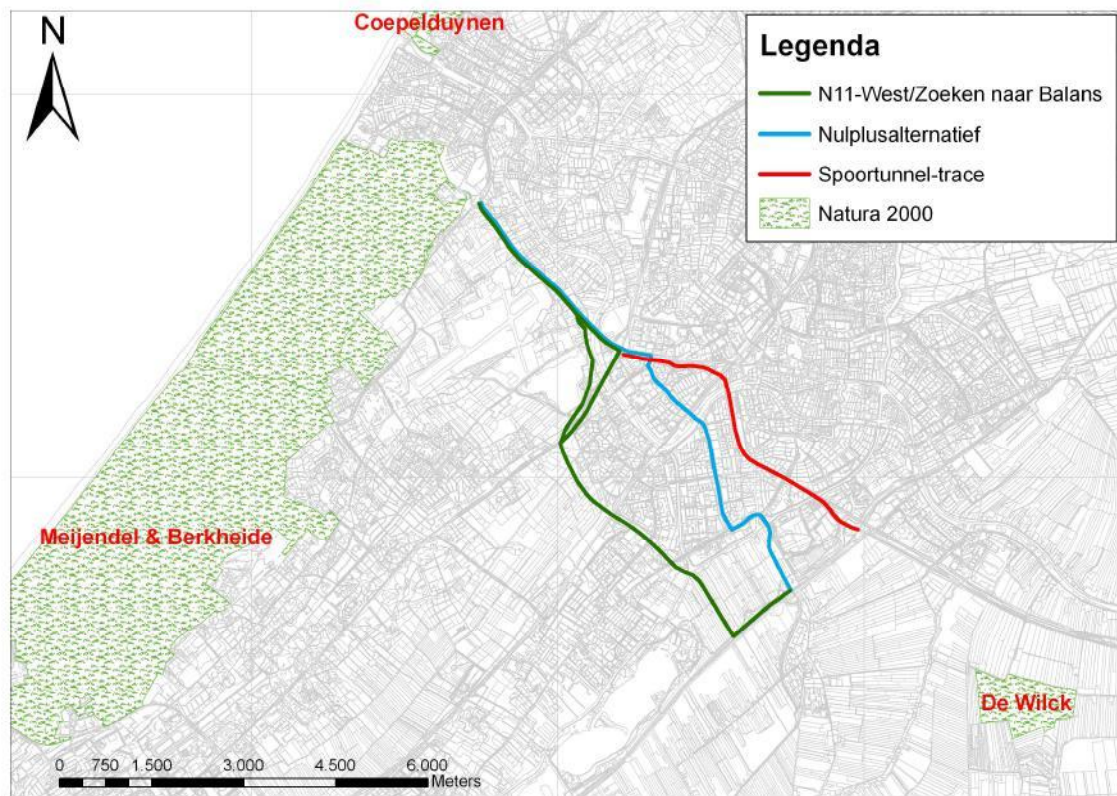 Coepelduynen
N
Legenda
N11-West/Zoeken naar Balans
Nulplusalternatief
Spoortunnel-trace
Natura 2000
Meijendel & Berkheide
De Wilck
0 750 1.500 3.000 4.500 6.000
Meters